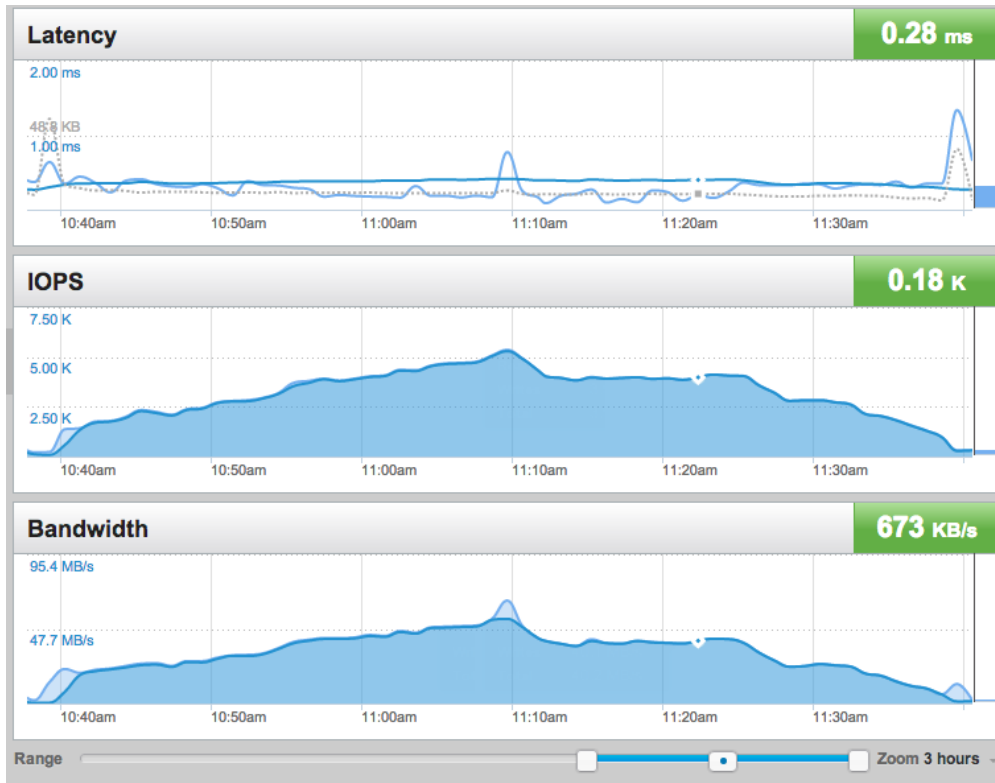 Latency
0.28 ms
2.00 ms
48.8 KB
1.00 ms
10:40am 10:50am 11:00am 11:10am 11:20am 11:30am
IOPS
0.18 K
7.50 K
5.00 K
2.50 K
10:40am 10:50am 11:00am 11:10am 11:20am 11:30am
Bandwidth
673 KB/s
95.4 MB/s
47.7 MB/s
10:40am 10:50am 11:00am 11:10am 11:20am 11:30am
Range
Zoom 3 hours